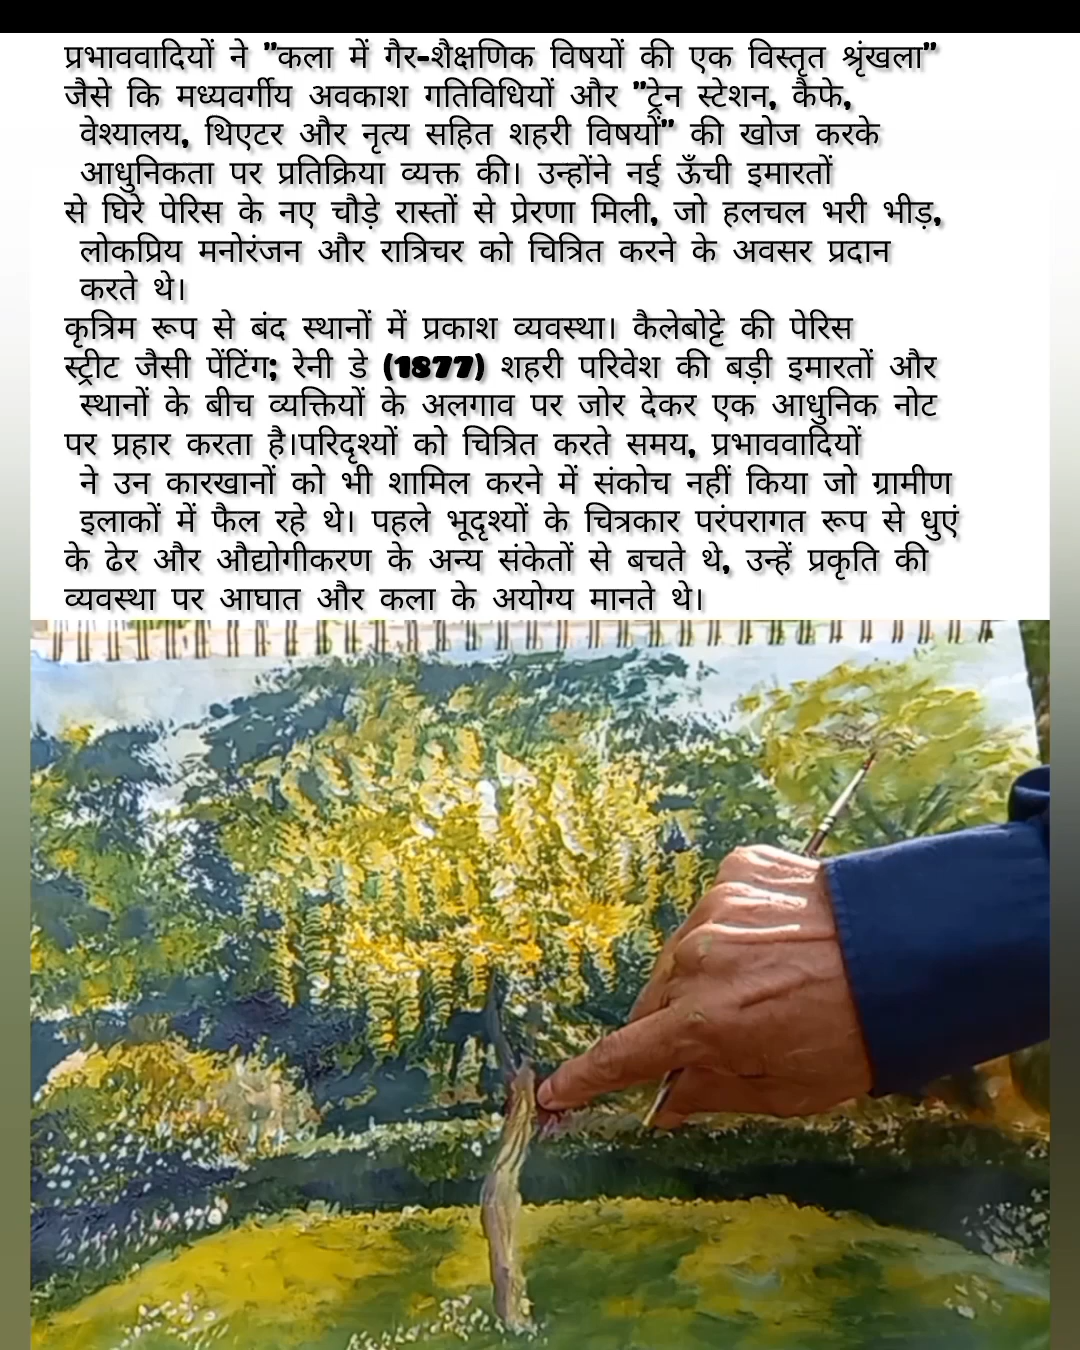 प्रभाववादियों ने "कला में गैर-शैक्षणिक विषयों की एक विस्तृत श्रृंखला"
जैसे कि मध्यवर्गीय अवकाश गतिविधियों और "ट्रेन स्टेशन, कैफे,
वेश्यालय, थिएटर और नृत्य सहित शहरी विषयों" की खोज करके
आधुनिकता पर प्रतिक्रिया व्यक्त की। उन्होंने नई ऊँची इमारतों
से घिरे पेरिस के नए चौड़े रास्तों से प्रेरणा मिली, जो हलचल भरी भीड़,
लोकप्रिय मनोरंजन और रात्रिचर को चित्रित करने के अवसर प्रदान
करते थे।
कृत्रिम रूप से बंद स्थानों में प्रकाश व्यवस्था। कैलेबोट्टे की पेरिस
स्ट्रीट जैसी पेंटिंग; रेनी डे (1877) शहरी परिवेश की बड़ी इमारतों और
स्थानों के बीच व्यक्तियों के अलगाव पर जोर देकर एक आधुनिक नोट
पर प्रहार करता है।परिदृश्यों को चित्रित करते समय, प्रभाववादियों
ने उन कारखानों को भी शामिल करने में संकोच नहीं किया जो ग्रामीण
इलाकों में फैल रहे थे। पहले भूदृश्यों के चित्रकार परंपरागत रूप से धुएं
के ढेर और औद्योगीकरण के अन्य संकेतों से बचते थे, उन्हें प्रकृति की
व्यवस्था पर आघात और कला के अयोग्य मानते थे।